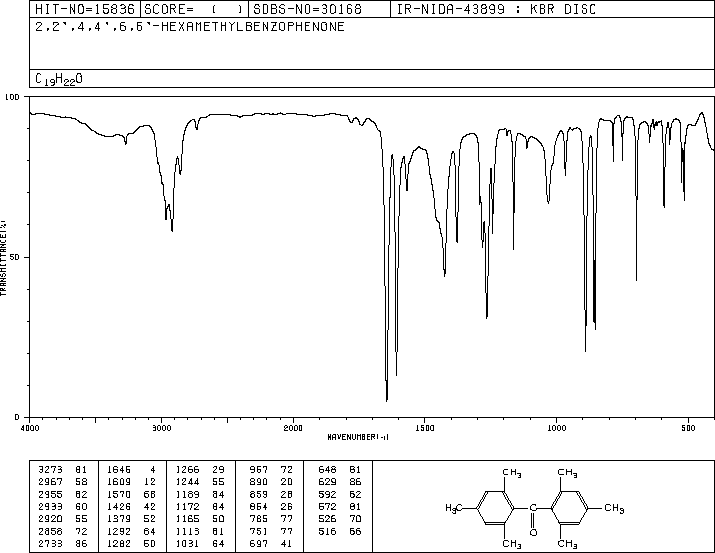 HIT-NO=15836 SCORE= ( ) SDBS-NO=30168 IR-NIDA-43899 : KBR DISC
2,2',4,4',6,6'-HEXAMETHYLBENZOPHENONE
C19H22O
100
50
0
TRANSMITTANCE(%)
4000 3000 2000 1500 1000 500
WAVENUMBER(-1)
3273 81 1646 4 1266 29 967 72 648 81
2967 58 1609 12 1244 55 890 20 629 86
2955 62 1570 68 1189 84 859 28 592 62
2933 60 1426 42 1172 84 854 26 572 81
2920 55 1379 52 1165 50 785 77 526 70
2858 72 1292 64 1113 81 751 77 516 66
2733 86 1282 50 1031 64 697 41
CH3 CH3
H3C C CH3
O
CH3 CH3